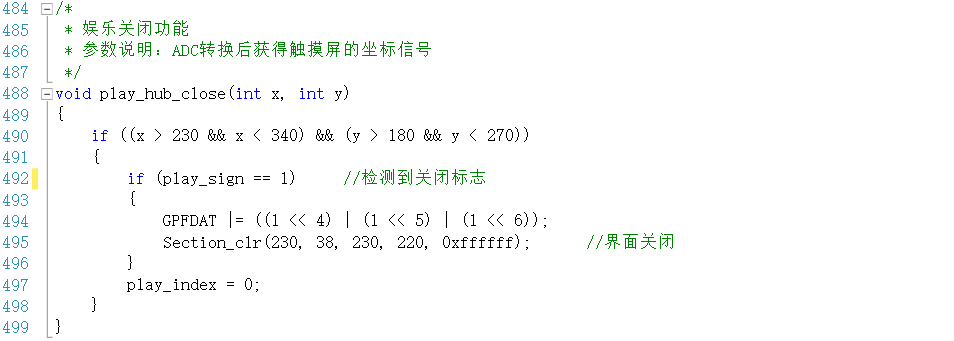 484 /*
485  * 娱乐关闭功能
486  * 参数说明：ADC转换后获得触摸屏的坐标信号
487  */
488 void play_hub_close(int x, int y)
489 {
490     if ((x > 230 && x < 340) && (y > 180 && y < 270))
491     {
492         if (play_sign == 1)     //检测到关闭标志
493         {
494             GPFDAT |= ((1 << 4) | (1 << 5) | (1 << 6));
495             Section_clr(230, 38, 230, 220, 0xffffff);      //界面关闭
496         }
497         play_index = 0;
498     }
499 }